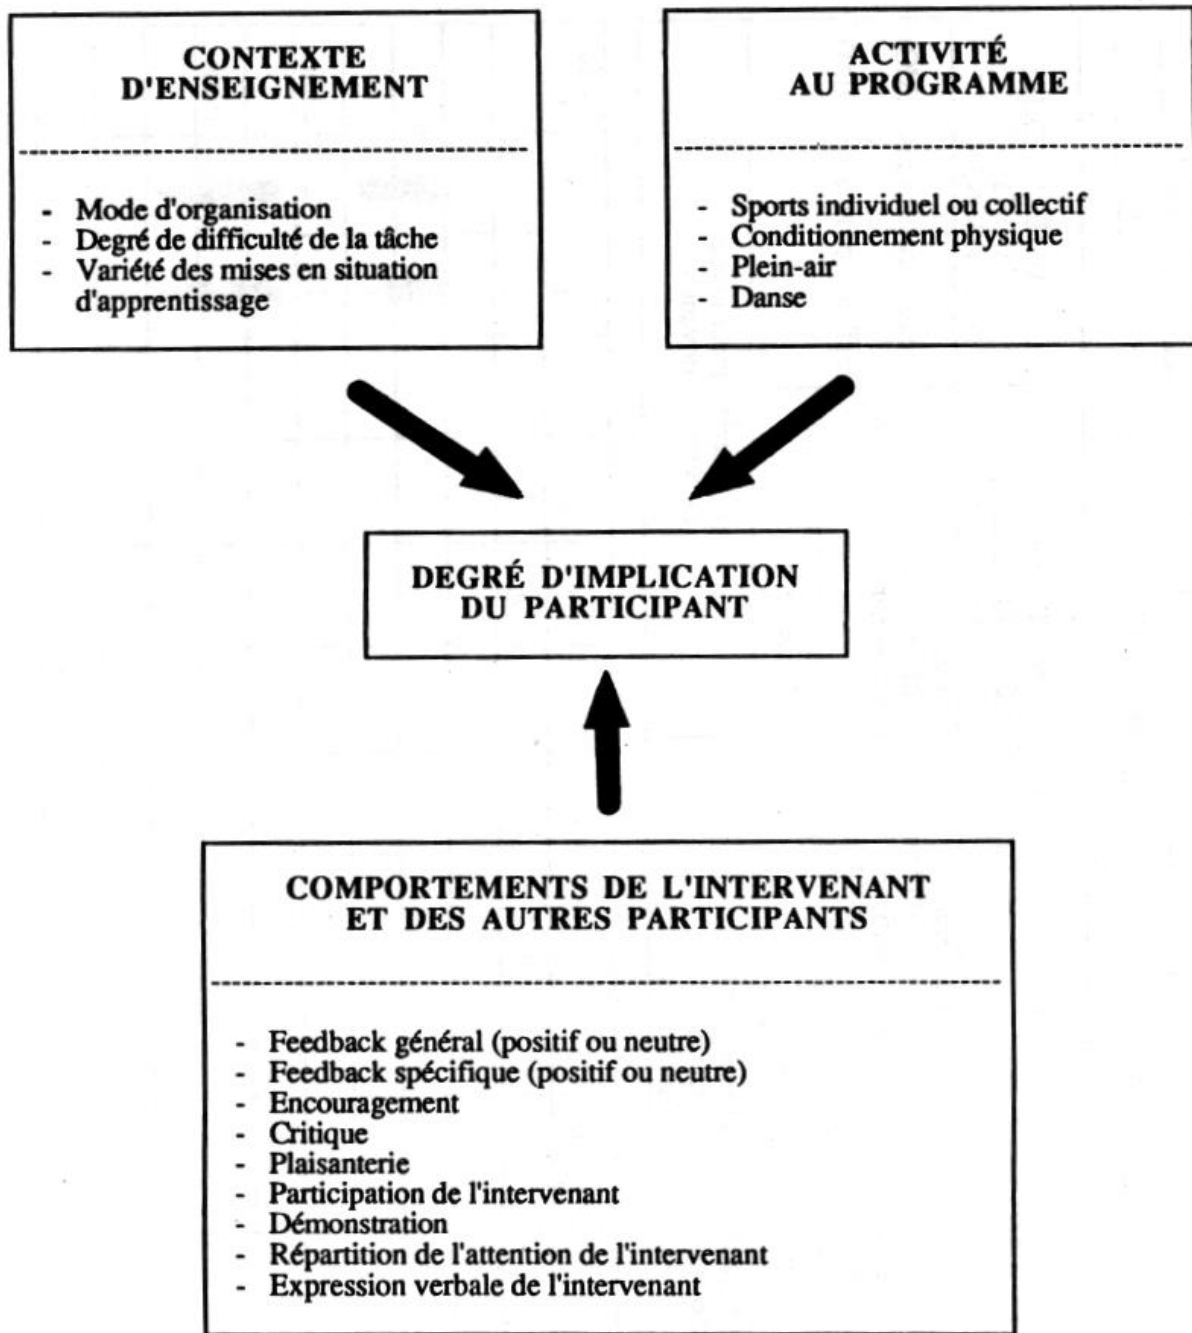 CONTEXTE
D'ENSEIGNEMENT
- Mode d'organisation
- Degré de difficulté de la tâche
- Variété des mises en situation
d'apprentissage
ACTIVITÉ
AU PROGRAMME
- Sports individuel ou collectif
- Conditionnement physique
- Plein-air
- Danse
DEGRÉ D'IMPLICATION
DU PARTICIPANT
COMPORTEMENTS DE L'INTERVENANT
ET DES AUTRES PARTICIPANTS
- Feedback général (positif ou neutre)
- Feedback spécifique (positif ou neutre)
- Encouragement
- Critique
- Plaisanterie
- Participation de l'intervenant
- Démonstration
- Répartition de l'attention de l'intervenant
- Expression verbale de l'intervenant